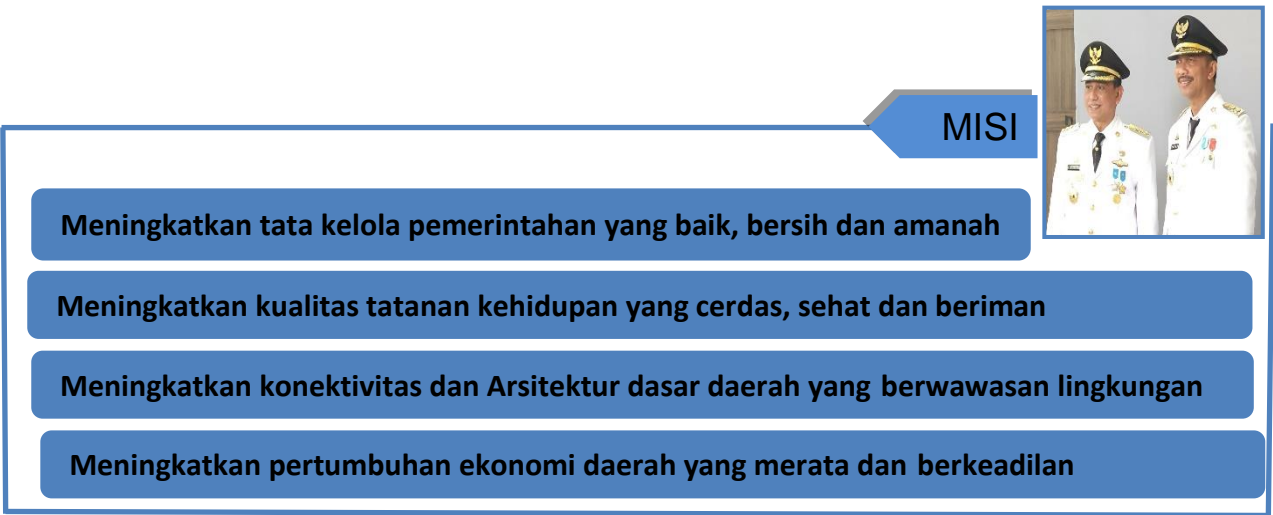 MISI
Meningkatkan tata kelola pemerintahan yang baik, bersih dan amanah
Meningkatkan kualitas tatanan kehidupan yang cerdas, sehat dan beriman
Meningkatkan konektivitas dan Arsitektur dasar daerah yang berwawasan lingkungan
Meningkatkan pertumbuhan ekonomi daerah yang merata dan berkeadilan